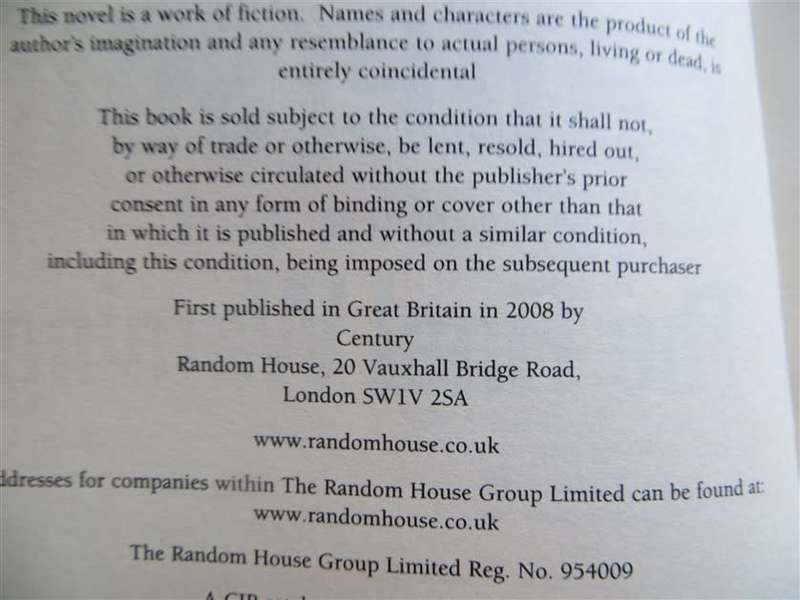 This novel is a work of fiction. Names and characters are the product of the
author's imagination and any resemblance to actual persons, living or dead, is
entirely coincidental
This book is sold subject to the condition that it shall not,
by way of trade or otherwise, be lent, resold, hired out,
or otherwise circulated without the publisher's prior
consent in any form of binding or cover other than that
in which it is published and without a similar condition,
including this condition, being imposed on the subsequent purchaser
First published in Great Britain in 2008 by
Century
Random House, 20 Vauxhall Bridge Road,
London SW1V 2SA
www.randomhouse.co.uk
ddresses for companies within The Random House Group Limited can be found at:
www.randomhouse.co.uk
The Random House Group Limited Reg. No. 954009
A CIP